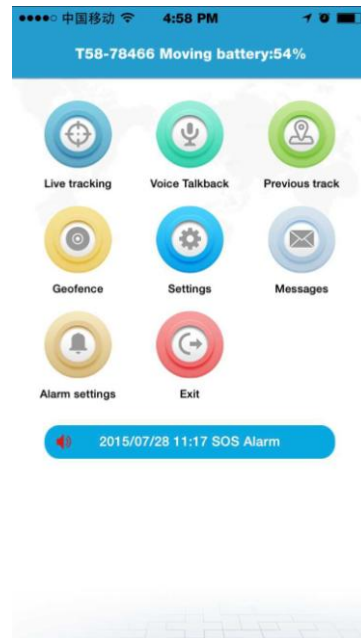 中国移动 4:58 PM
T58-78466 Moving battery:54%
Live tracking Voice Talkback Previous track
Geofence Settings Messages
Alarm settings Exit
2015/07/28 11:17 SOS Alarm